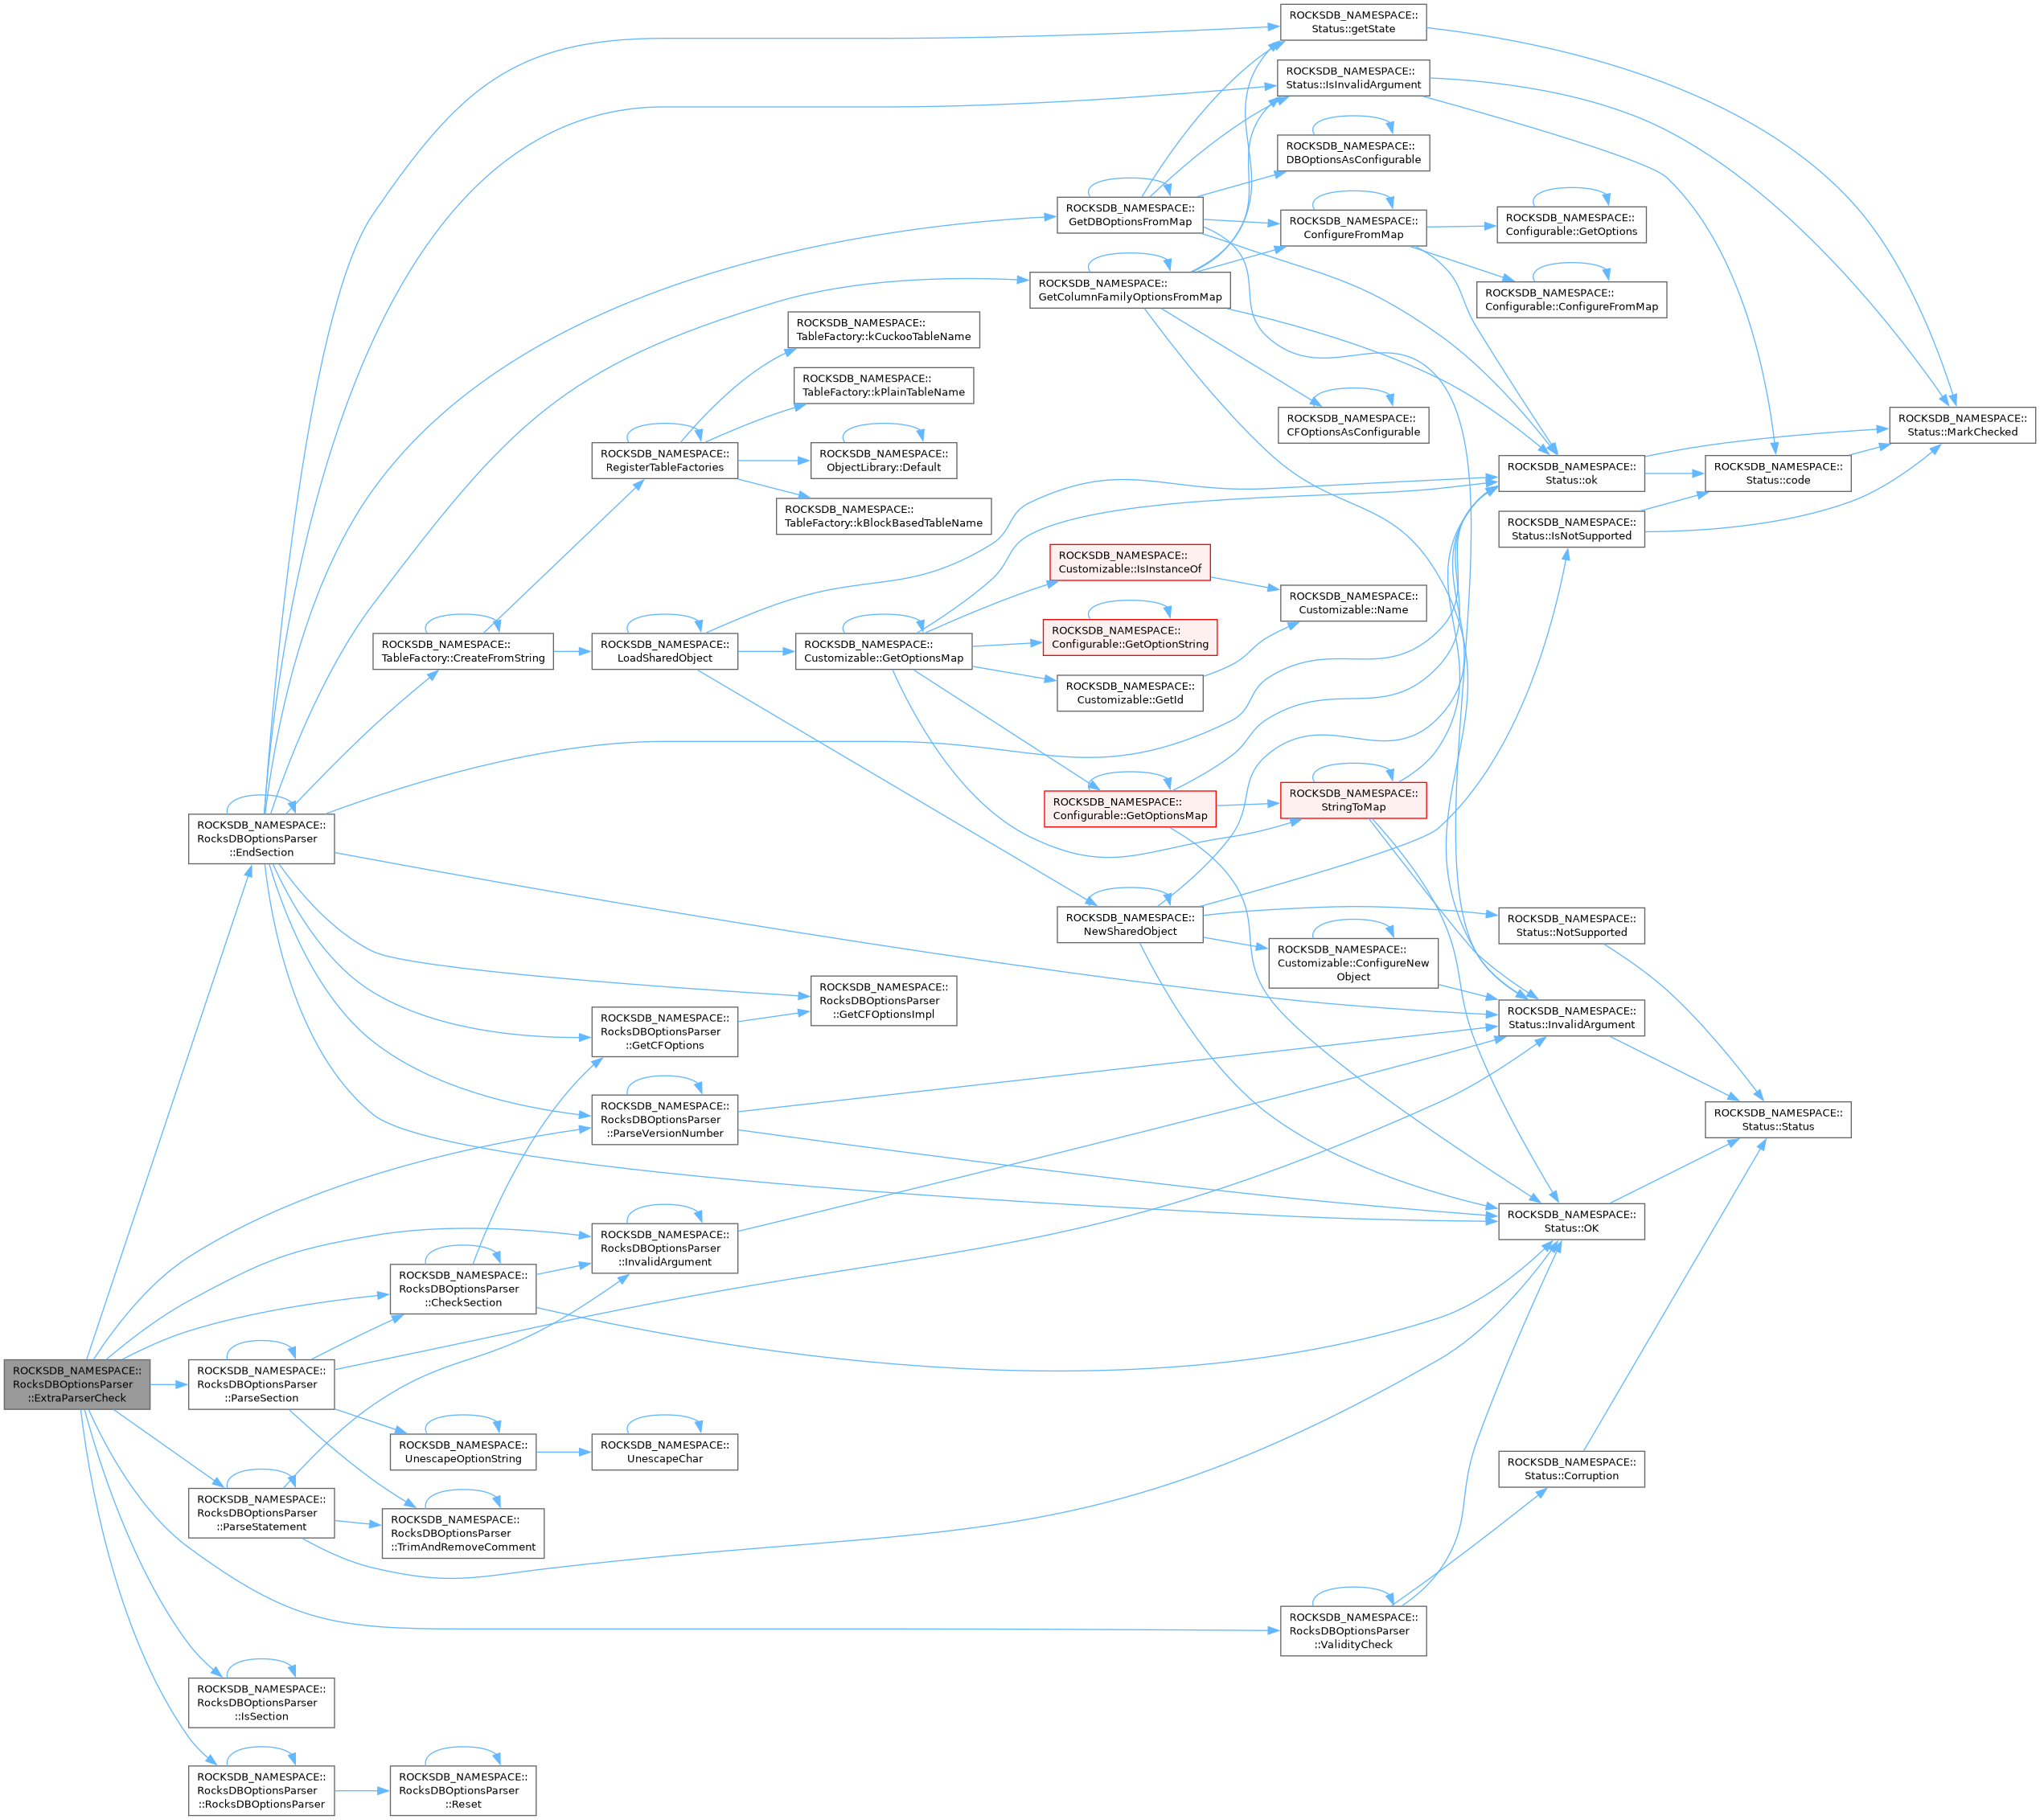 ROCKSDB_NAMESPACE::
Status::getState
ROCKSDB_NAMESPACE::
Status::IsInvalidArgument
ROCKSDB_NAMESPACE::
DBOptionsAsConfigurable
ROCKSDB_NAMESPACE::
GetDBOptionsFromMap
ROCKSDB_NAMESPACE::
ConfigureFromMap
ROCKSDB_NAMESPACE::
Configurable::GetOptions
ROCKSDB_NAMESPACE::
GetColumnFamilyOptionsFromMap
ROCKSDB_NAMESPACE::
Configurable::ConfigureFromMap
ROCKSDB_NAMESPACE::
TableFactory::kCuckooTableName
ROCKSDB_NAMESPACE::
TableFactory::kPlainTableName
ROCKSDB_NAMESPACE::
CFOptionsAsConfigurable
ROCKSDB_NAMESPACE::
Status::MarkChecked
ROCKSDB_NAMESPACE::
RegisterTableFactories
ROCKSDB_NAMESPACE::
ObjectLibrary::Default
ROCKSDB_NAMESPACE::
Status::ok
ROCKSDB_NAMESPACE::
Status::code
ROCKSDB_NAMESPACE::
TableFactory::kBlockBasedTableName
ROCKSDB_NAMESPACE::
Status::IsNotSupported
ROCKSDB_NAMESPACE::
Customizable::IsInstanceOf
ROCKSDB_NAMESPACE::
Customizable::Name
ROCKSDB_NAMESPACE::
TableFactory::CreateFromString
ROCKSDB_NAMESPACE::
LoadSharedObject
ROCKSDB_NAMESPACE::
Customizable::GetOptionsMap
ROCKSDB_NAMESPACE::
Configurable::GetOptionString
ROCKSDB_NAMESPACE::
Customizable::GetId
ROCKSDB_NAMESPACE::
Configurable::GetOptionsMap
ROCKSDB_NAMESPACE::
StringToMap
ROCKSDB_NAMESPACE::
RocksDBOptionsParser
::EndSection
ROCKSDB_NAMESPACE::
NewSharedObject
ROCKSDB_NAMESPACE::
Status::NotSupported
ROCKSDB_NAMESPACE::
Customizable::ConfigureNew
Object
ROCKSDB_NAMESPACE::
RocksDBOptionsParser
::GetCFOptionsImpl
ROCKSDB_NAMESPACE::
RocksDBOptionsParser
::GetCFOptions
ROCKSDB_NAMESPACE::
Status::InvalidArgument
ROCKSDB_NAMESPACE::
RocksDBOptionsParser
::ParseVersionNumber
ROCKSDB_NAMESPACE::
Status::Status
ROCKSDB_NAMESPACE::
RocksDBOptionsParser
::InvalidArgument
ROCKSDB_NAMESPACE::
Status::OK
ROCKSDB_NAMESPACE::
RocksDBOptionsParser
::CheckSection
ROCKSDB_NAMESPACE::
RocksDBOptionsParser
::ExtraParserCheck
ROCKSDB_NAMESPACE::
RocksDBOptionsParser
::ParseSection
ROCKSDB_NAMESPACE::
UnescapeOptionString
ROCKSDB_NAMESPACE::
UnescapeChar
ROCKSDB_NAMESPACE::
Status::Corruption
ROCKSDB_NAMESPACE::
RocksDBOptionsParser
::ParseStatement
ROCKSDB_NAMESPACE::
RocksDBOptionsParser
::TrimAndRemoveComment
ROCKSDB_NAMESPACE::
RocksDBOptionsParser
::ValidityCheck
ROCKSDB_NAMESPACE::
RocksDBOptionsParser
::IsSection
ROCKSDB_NAMESPACE::
RocksDBOptionsParser
::RocksDBOptionsParser
ROCKSDB_NAMESPACE::
RocksDBOptionsParser
::Reset